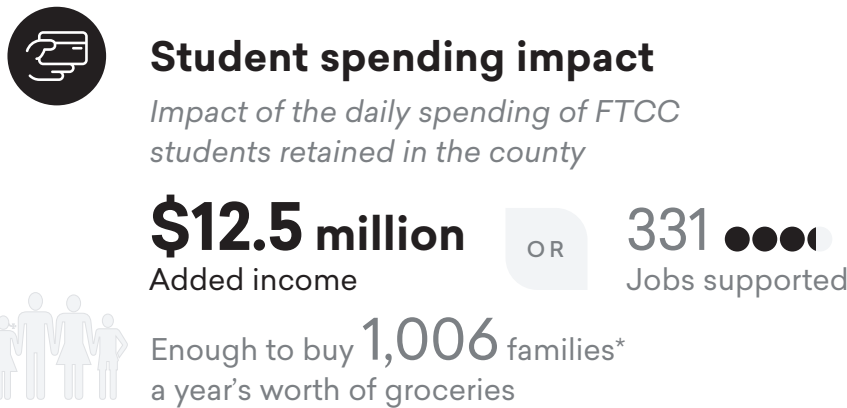 Student spending impact
Impact of the daily spending of FTCC
students retained in the county
$12.5 million
Added income
OR
331
Jobs supported
Enough to buy 1,006 families*
a year’s worth of groceries